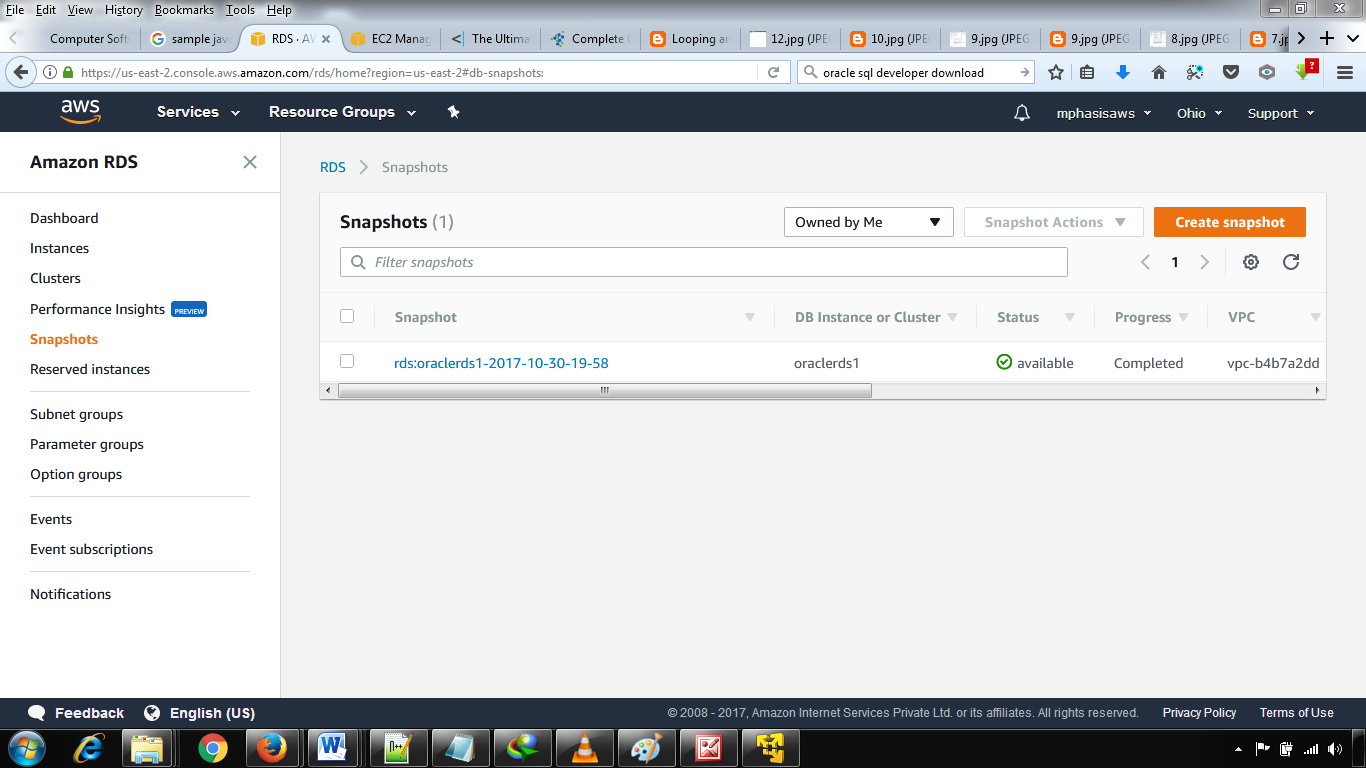 File Edit View History Bookmarks Tools Help
Computer Soft sample jav RDS · AW EC2 Manag The Ultima Complete Looping an 12.jpg (JPEG 10.jpg (JPEG 9.jpg (JPEG 9.jpg (JPEG 8.jpg (JPEG 7.jp
https://us-east-2.console.aws.amazon.com/rds/home?region=us-east-2#db-snapshots: oracle sql developer download
aws Services Resource Groups mphasisaws Ohio Support
Amazon RDS
Dashboard
Instances
Clusters
Performance Insights PREVIEW
Snapshots
Reserved instances
Subnet groups
Parameter groups
Option groups
Events
Event subscriptions
Notifications
RDS Snapshots
Snapshots (1) Owned by Me Snapshot Actions Create snapshot
Filter snapshots 1
Snapshot DB Instance or Cluster Status Progress VPC
rds:oraclerds1-2017-10-30-19-58 oraclerds1 available Completed vpc-b4b7a2dd
Feedback English (US) © 2008 - 2017, Amazon Internet Services Private Ltd. or its affiliates. All rights reserved. Privacy Policy Terms of Use